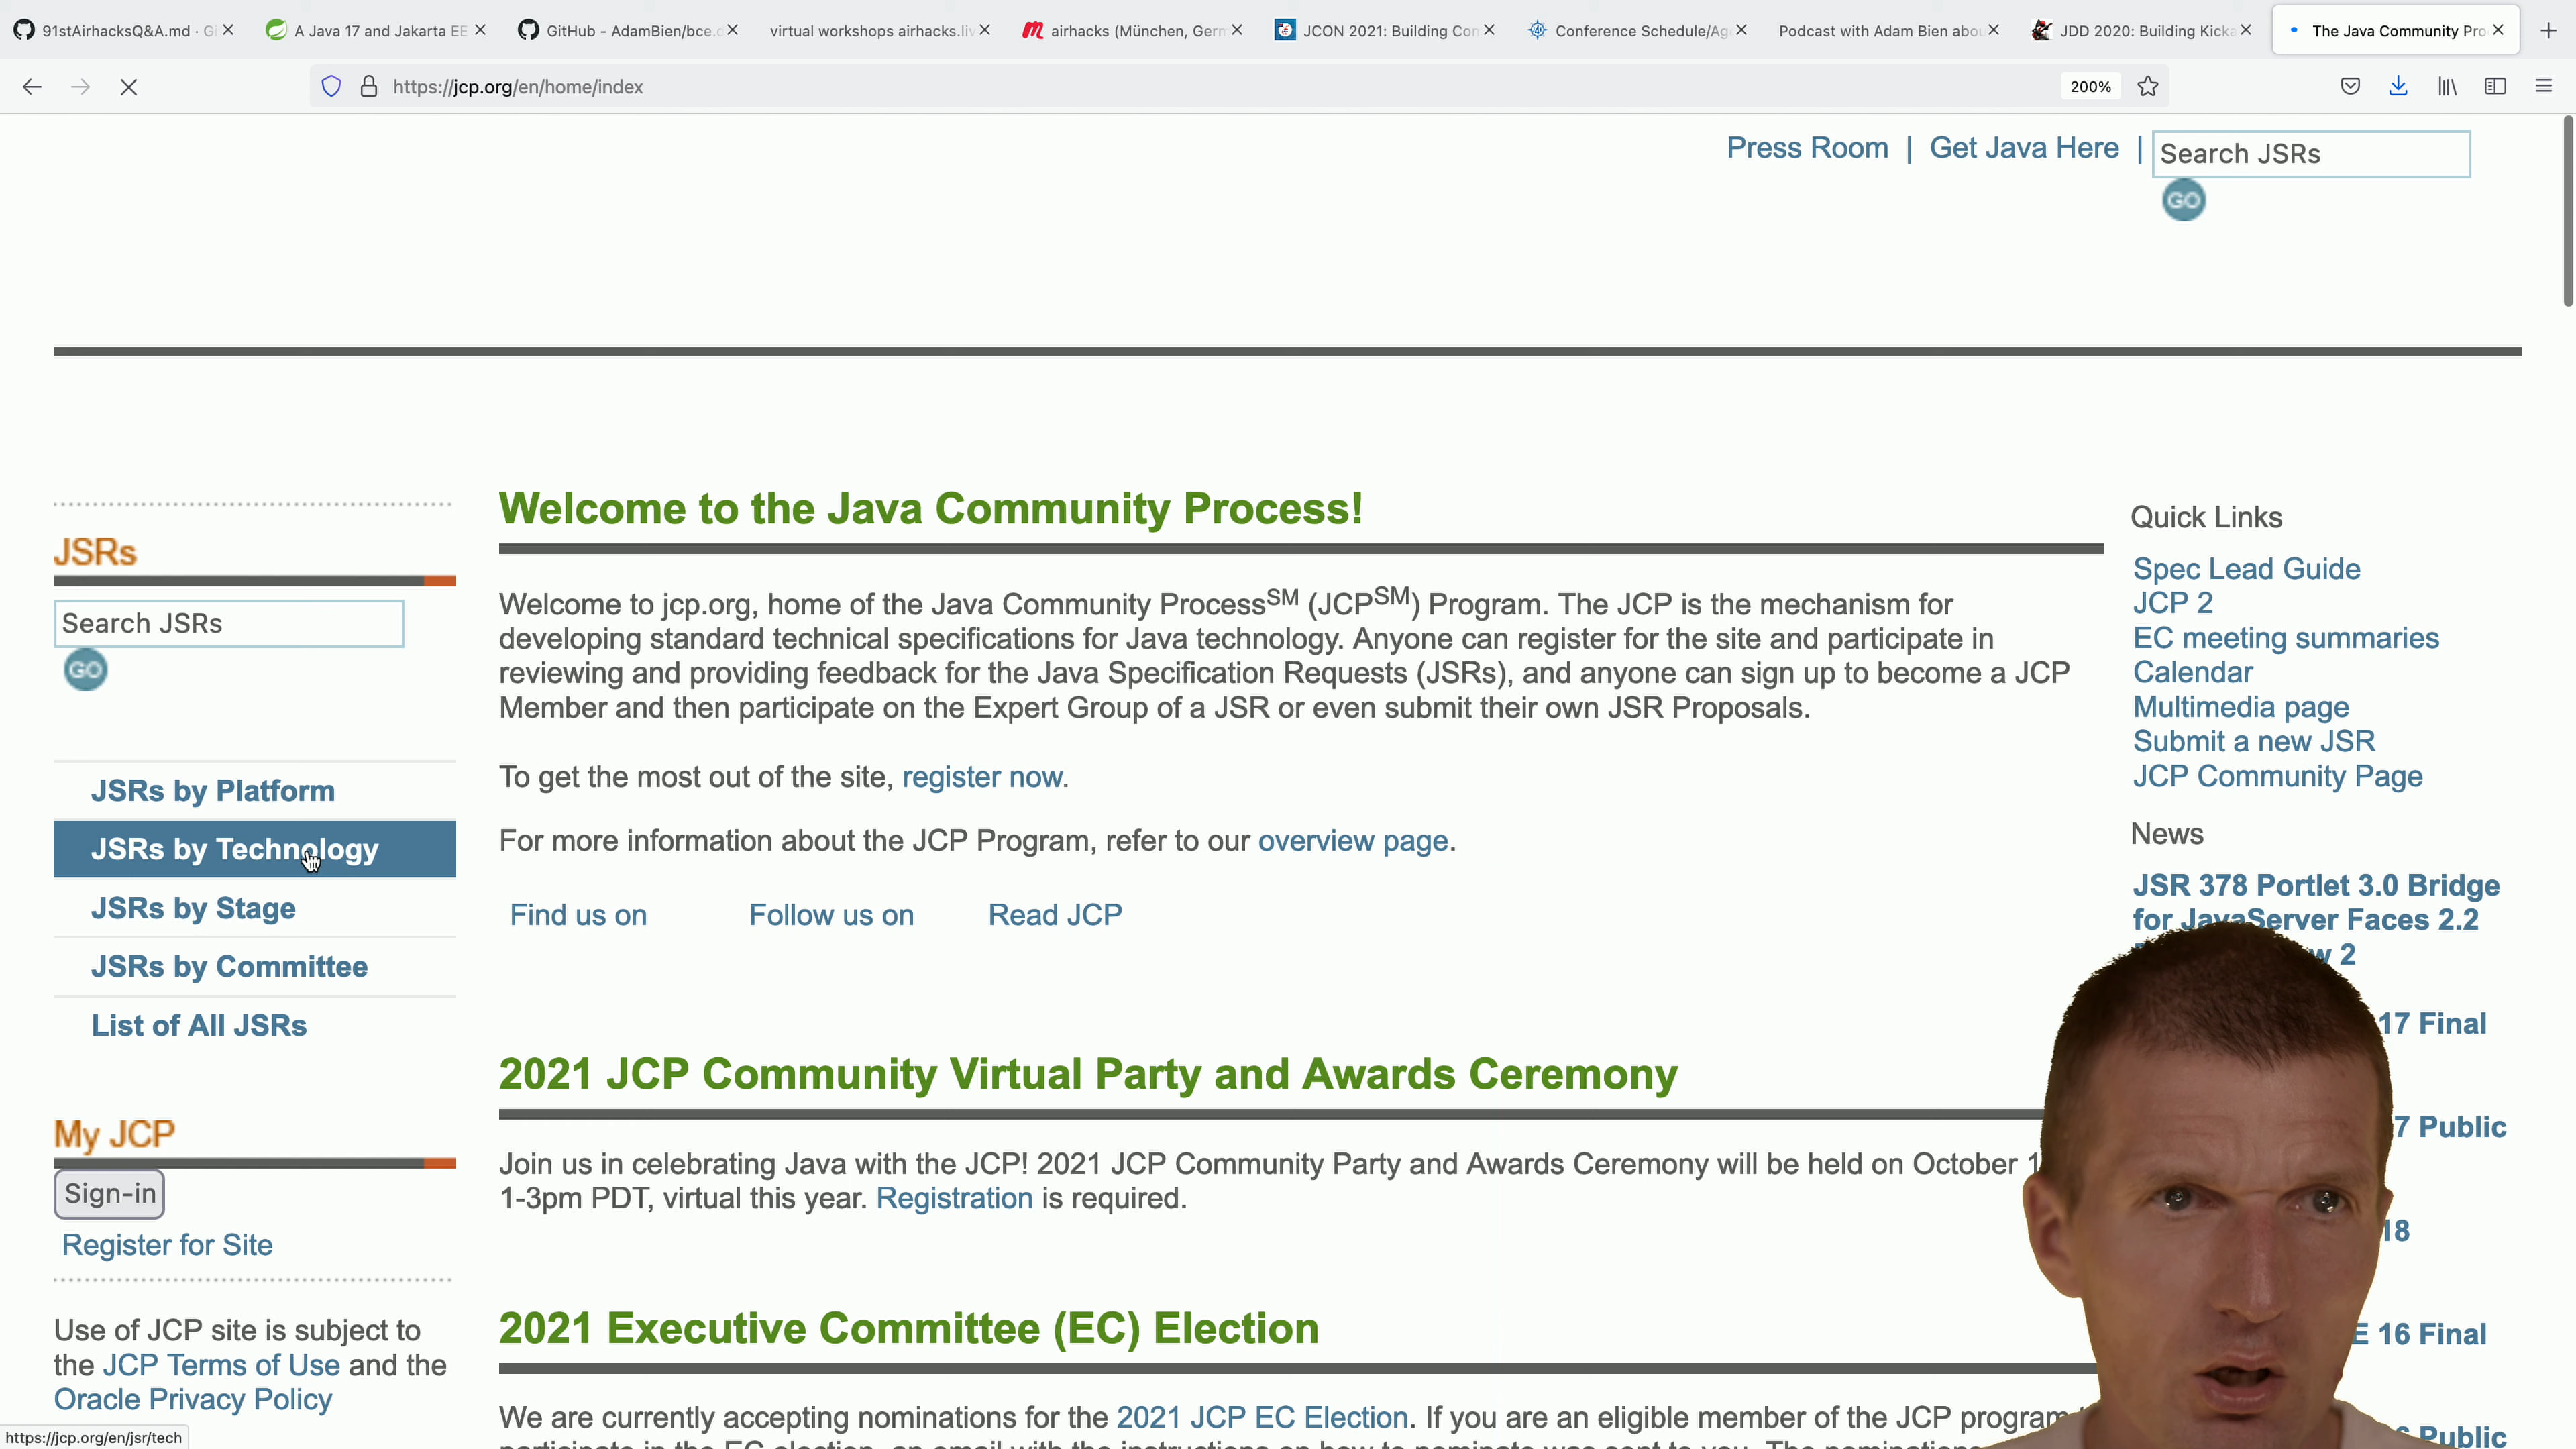 91stAirhacksQ&A.md · Gi
A Java 17 and Jakarta EE
GitHub - AdamBien/bce.d
virtual workshops airhacks.liv
airhacks (München, Germ
JCON 2021: Building Con
Conference Schedule/Age
Podcast with Adam Bien abou
JDD 2020: Building Kicka
The Java Community Pro
https://jcp.org/en/home/index
200%
Press Room | Get Java Here |
Search JSRs
GO
JSRs
Search JSRs
GO
JSRs by Platform
JSRs by Technology
JSRs by Stage
JSRs by Committee
List of All JSRs
My JCP
Sign-in
Register for Site
Use of JCP site is subject to
the JCP Terms of Use and the
Oracle Privacy Policy
https://jcp.org/en/jsr/tech
Welcome to the Java Community Process!
Welcome to jcp.org, home of the Java Community ProcessSM (JCPSM) Program. The JCP is the mechanism for
developing standard technical specifications for Java technology. Anyone can register for the site and participate in
reviewing and providing feedback for the Java Specification Requests (JSRs), and anyone can sign up to become a JCP
Member and then participate on the Expert Group of a JSR or even submit their own JSR Proposals.
To get the most out of the site, register now.
For more information about the JCP Program, refer to our overview page.
Find us on
Follow us on
Read JCP
2021 JCP Community Virtual Party and Awards Ceremony
Join us in celebrating Java with the JCP! 2021 JCP Community Party and Awards Ceremony will be held on October
1-3pm PDT, virtual this year. Registration is required.
2021 Executive Committee (EC) Election
We are currently accepting nominations for the 2021 JCP EC Election. If you are an eligible member of the JCP program
Quick Links
Spec Lead Guide
JCP 2
EC meeting summaries
Calendar
Multimedia page
Submit a new JSR
JCP Community Page
News
JSR 378 Portlet 3.0 Bridge
for JavaServer Faces 2.2
2
17 Final
7 Public
18
E 16 Final
Public